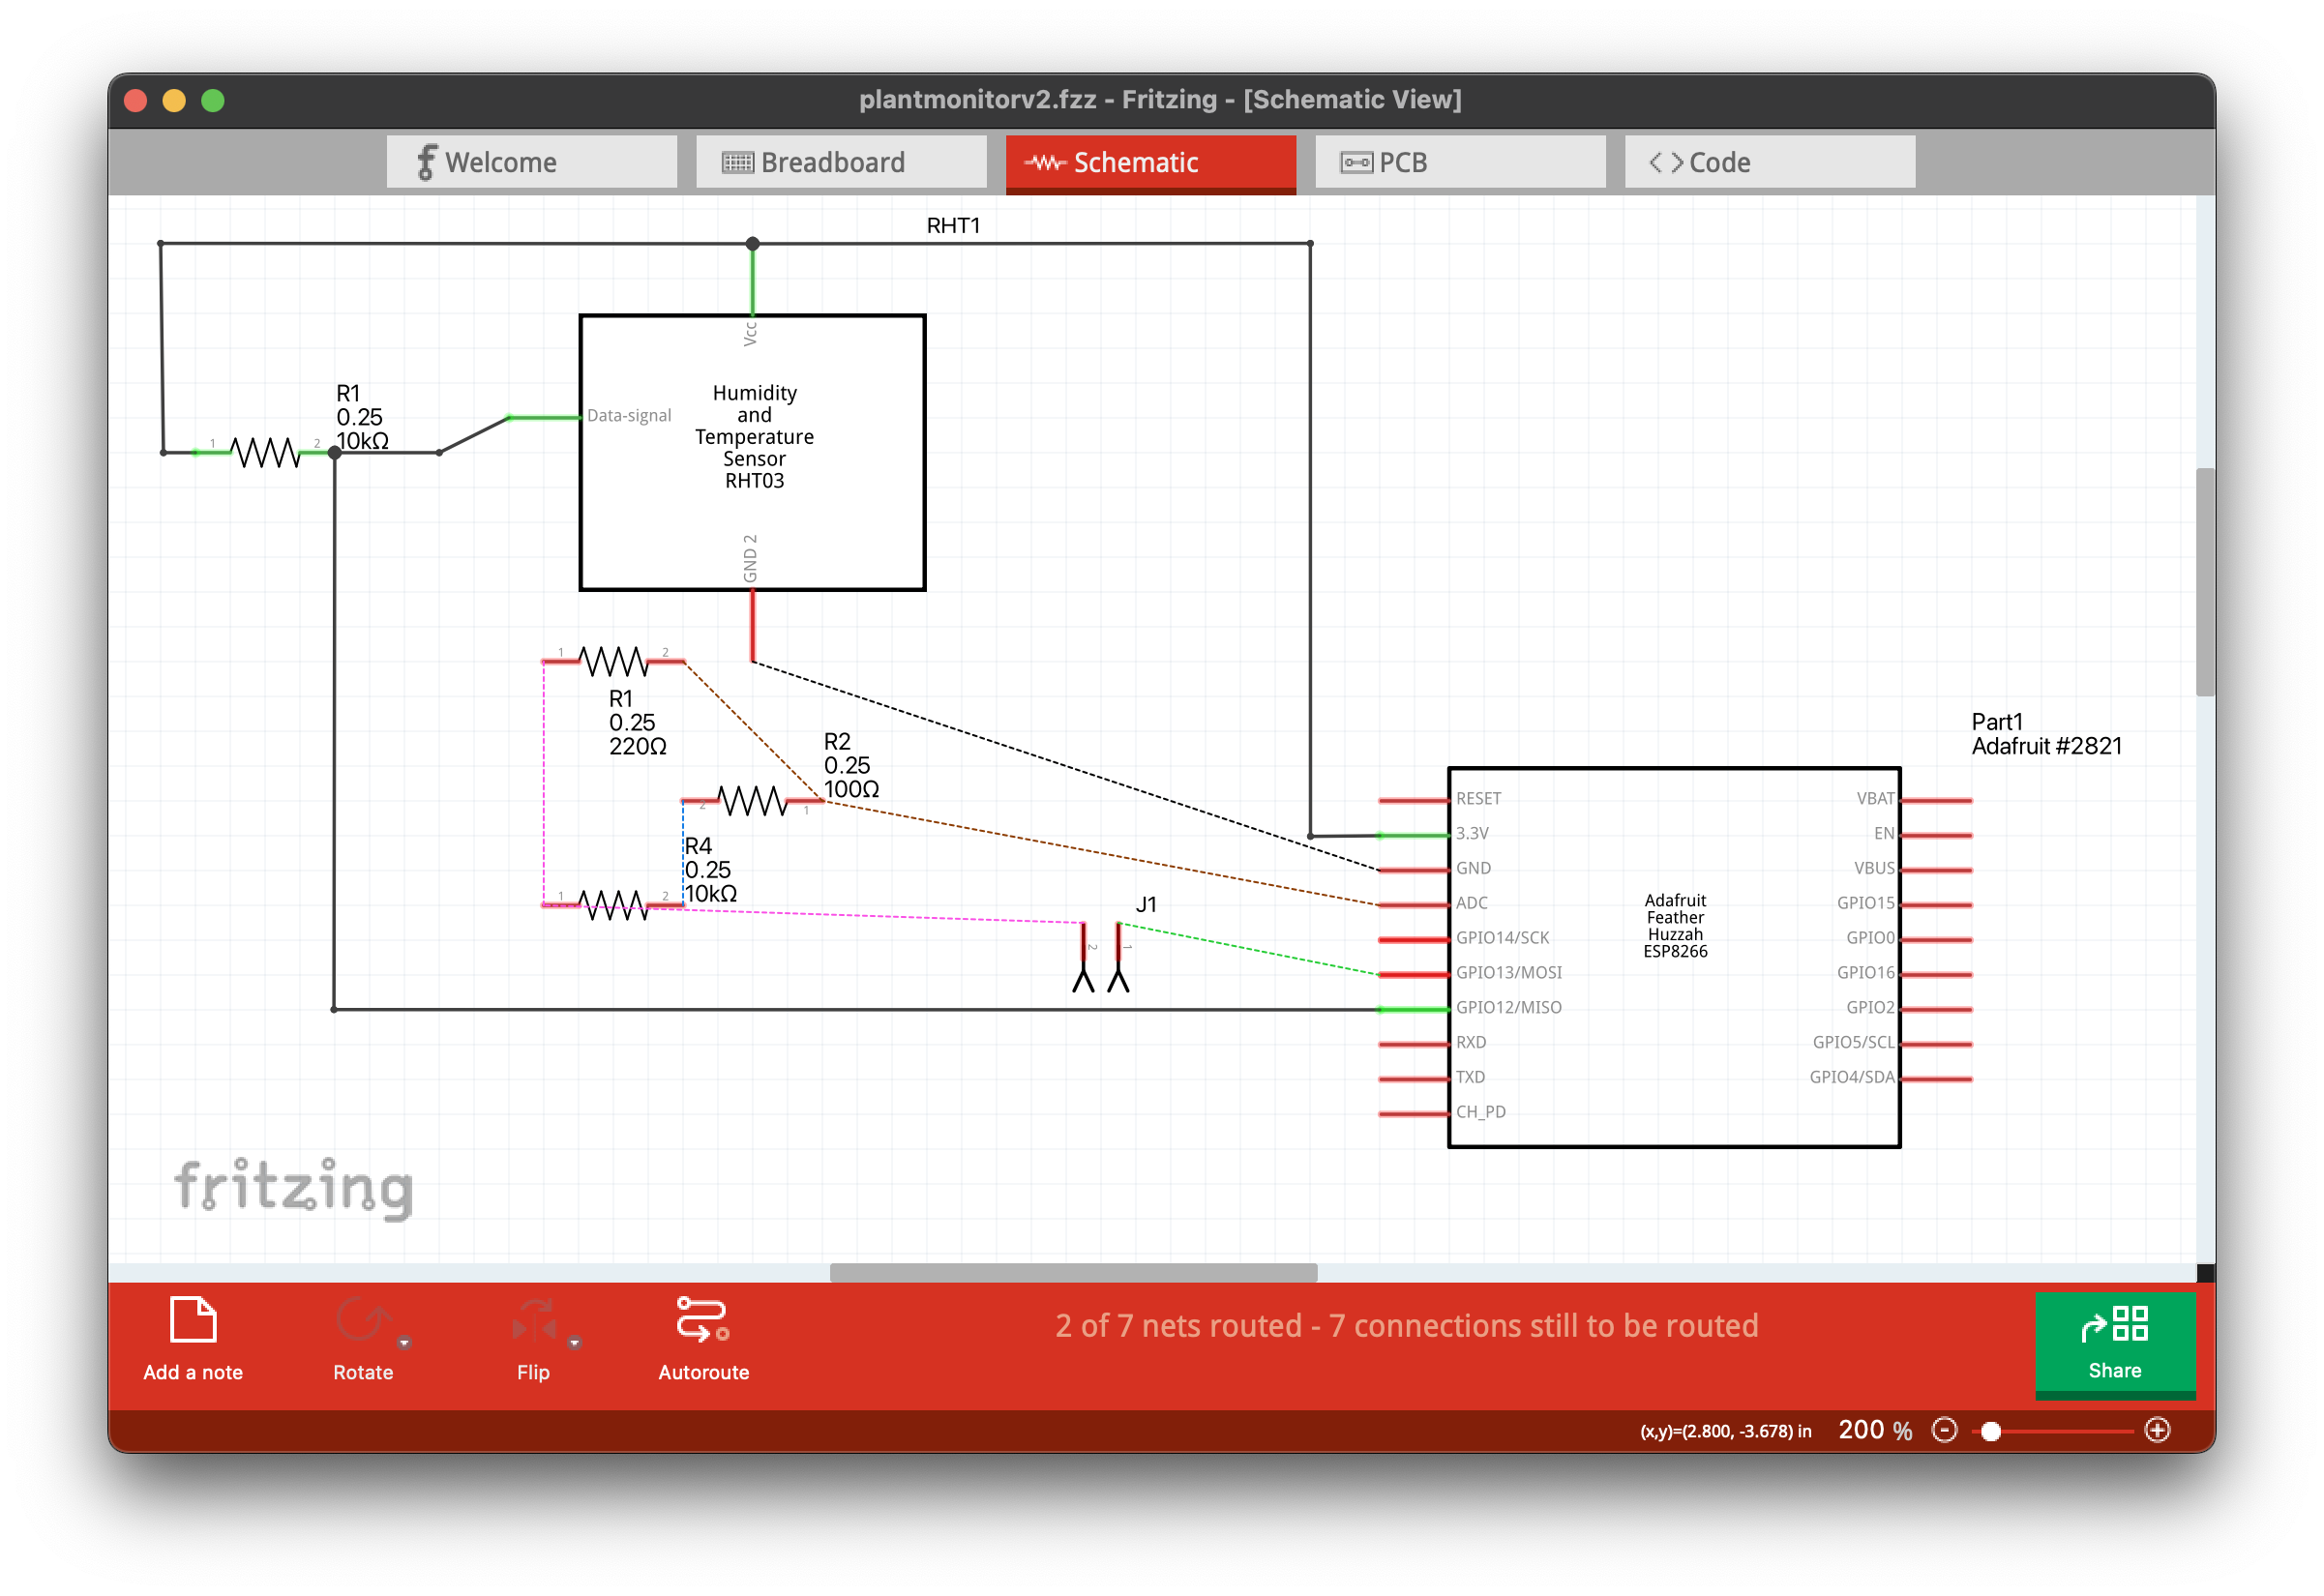 plantmonitorv2.fzz - Fritzing - [Schematic View]
Welcome
Breadboard
Schematic
PCB
Code
RHT1
Vcc
R1
0.25
10kΩ
1
2
Data-signal
Humidity
and
Temperature
Sensor
RHT03
GND 2
1
2
R1
0.25
220Ω
R2
0.25
100Ω
2
1
R4
0.25
10kΩ
1
2
J1
2
1
Part1
Adafruit #2821
RESET
3.3V
GND
ADC
GPIO14/SCK
GPIO13/MOSI
GPIO12/MISO
RXD
TXD
CH_PD
Adafruit
Feather
Huzzah
ESP8266
VBAT
EN
VBUS
GPIO15
GPIO0
GPIO16
GPIO2
GPIO5/SCL
GPIO4/SDA
fritzing
Add a note
Rotate
Flip
Autoroute
2 of 7 nets routed - 7 connections still to be routed
Share
(x,y)=(2.800, -3.678) in
200 %